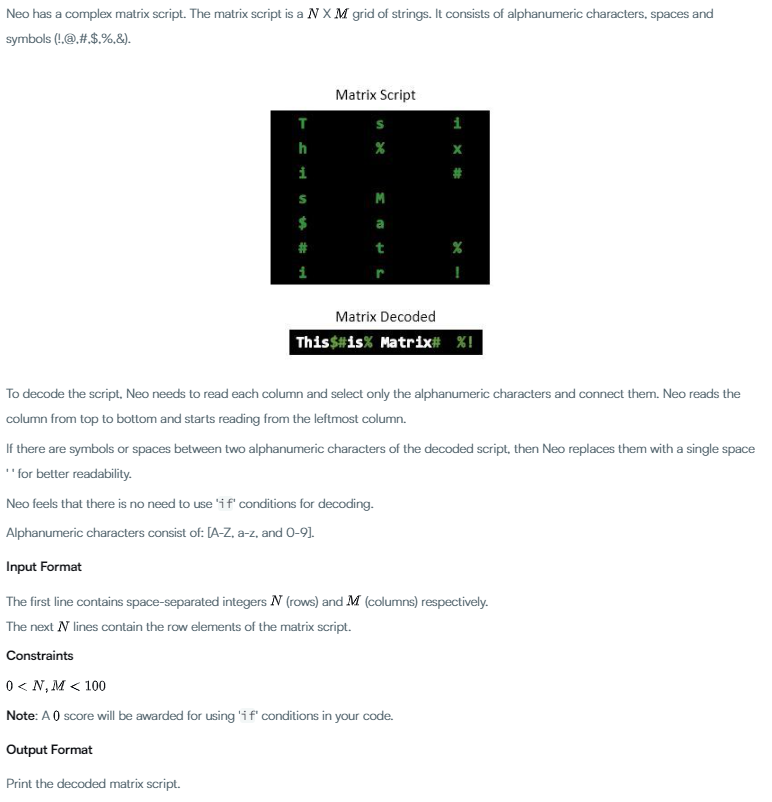 Neo has a complex matrix script. The matrix script is a N X M grid of strings. It consists of alphanumeric characters, spaces and
symbols (!,@,#,$,%,&).
Matrix Script
T s i
h % x
i #
s M
$ a
# t %
i r !
Matrix Decoded
This$#is% Matrix#  %!
To decode the script, Neo needs to read each column and select only the alphanumeric characters and connect them. Neo reads the
column from top to bottom and starts reading from the leftmost column.
If there are symbols or spaces between two alphanumeric characters of the decoded script, then Neo replaces them with a single space
' ' for better readability.
Neo feels that there is no need to use 'if' conditions for decoding.
Alphanumeric characters consist of: [A-Z, a-z, and 0-9].
Input Format
The first line contains space-separated integers N (rows) and M (columns) respectively.
The next N lines contain the row elements of the matrix script.
Constraints
0 < N, M < 100
Note: A 0 score will be awarded for using 'if' conditions in your code.
Output Format
Print the decoded matrix script.